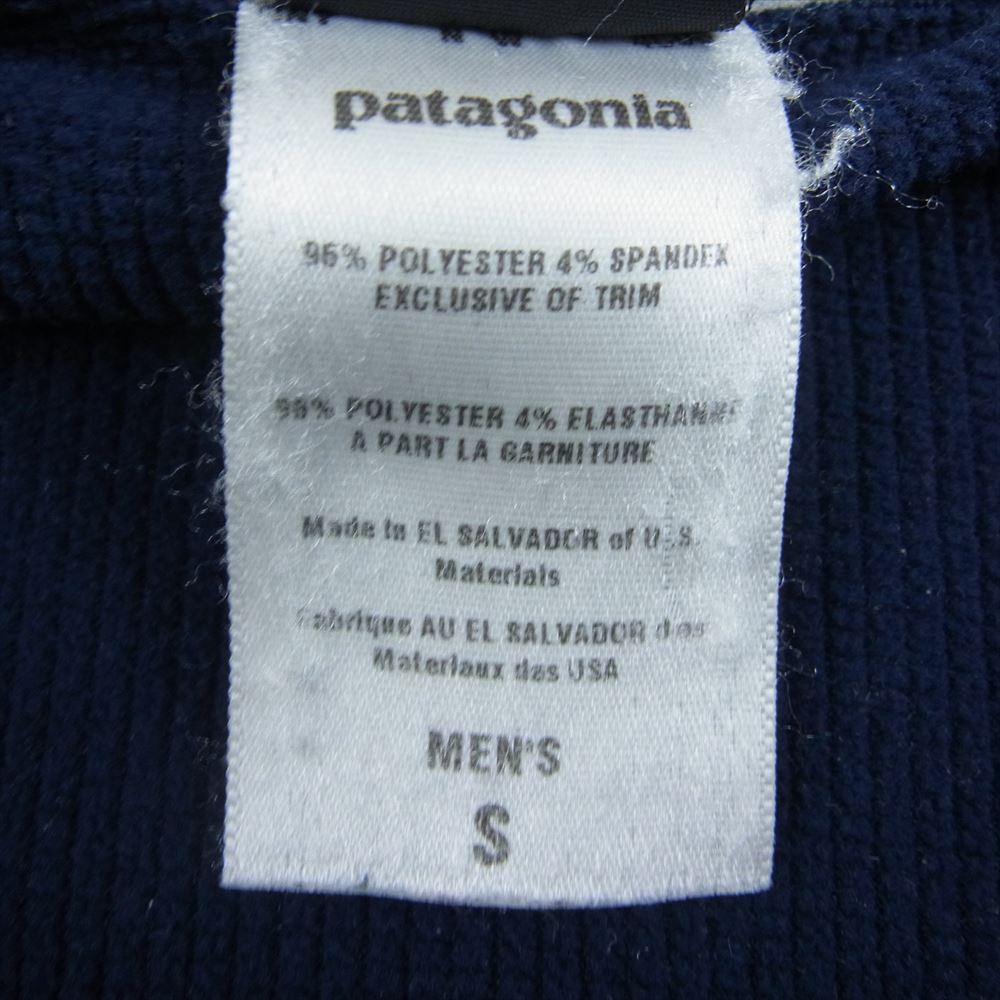 patagonia
96% POLYESTER 4% SPANDEX
EXCLUSIVE OF TRIM
96% POLYESTER 4% ELASTHANNE
A PART LA GARNITURE
Made in EL SALVADOR of U.S.
Materials
Fabrique AU EL SALVADOR des
Materiaux des USA
MEN'S
S